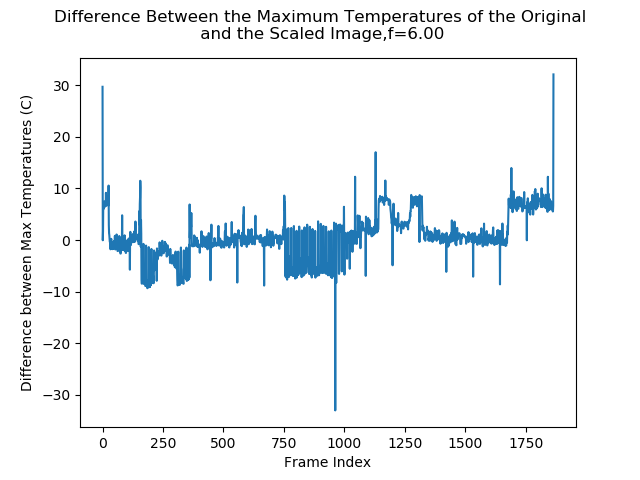 Difference Between the Maximum Temperatures of the Original
and the Scaled Image,f=6.00
Difference between Max Temperatures (C)
30
20
10
0
−10
−20
−30
0 250 500 750 1000 1250 1500 1750
Frame Index